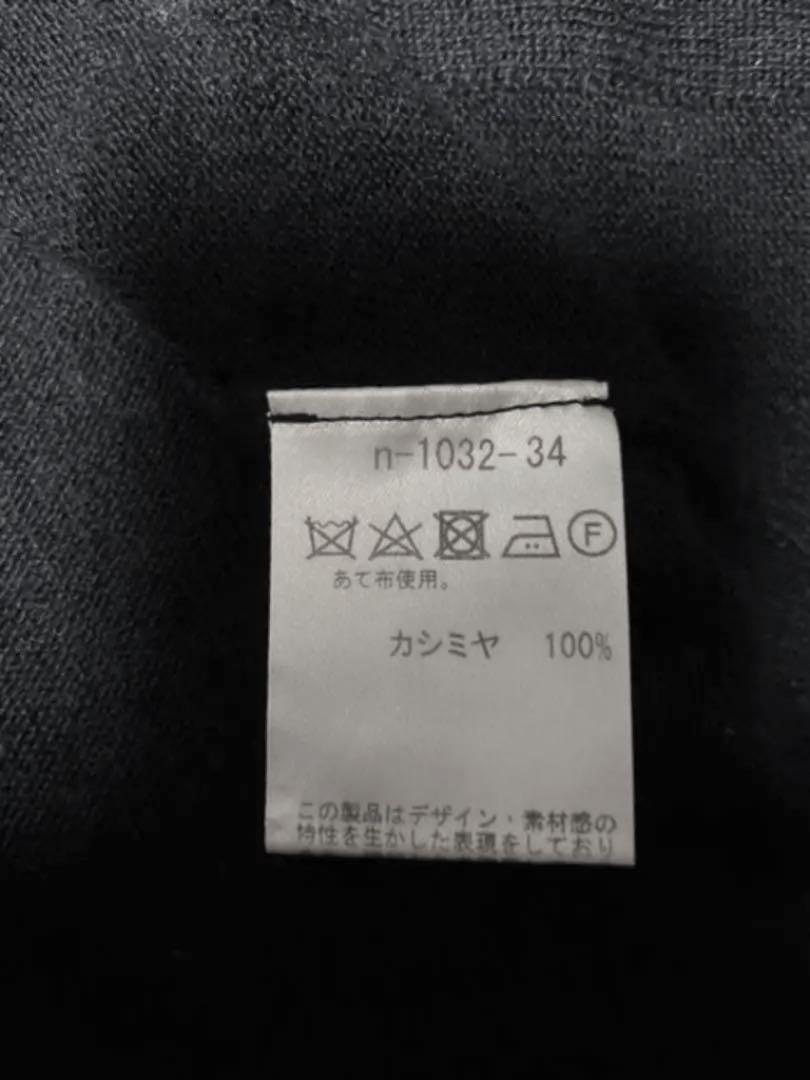 n-1032-34
F
あて布使用。
カシミヤ 100%
この製品はデザイン・素材感の
特性を生かした表現をしており